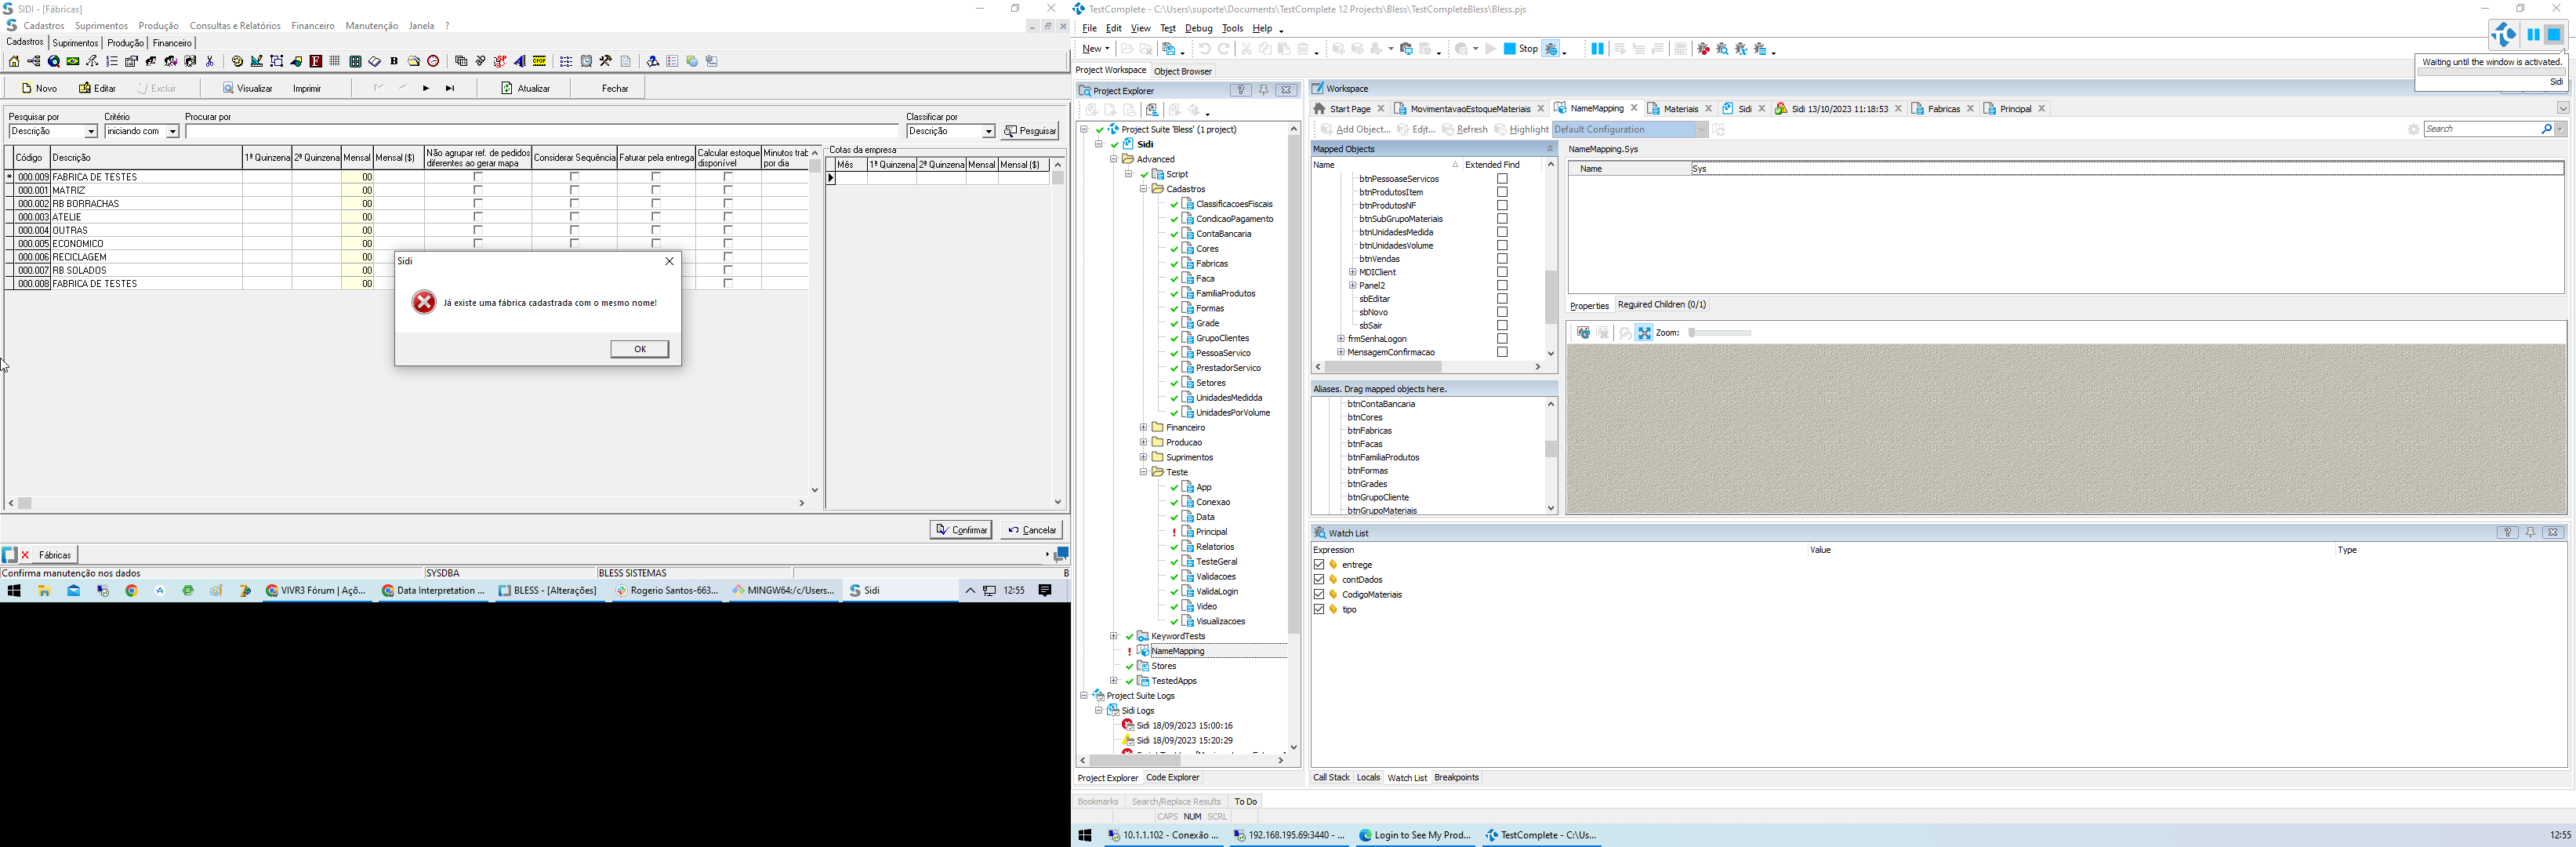 SIDI - [Fábricas]
Cadastros Suprimentos Produção Consultas e Relatórios Financeiro Manutenção Janela ?
Cadastros Suprimentos Produção Financeiro
Novo Editar Excluir Visualizar Imprimir Atualizar Fechar
Pesquisar por Critério Procurar por Classificar por
Descrição iniciando com Descrição Pesquisar
Código Descrição 1ª Quinzena 2ª Quinzena Mensal Mensal ($) Não agrupar ref. de pedidos diferentes ao gerar mapa Considerar Sequência Faturar pela entrega Calcular estoque disponível Minutos trab por dia
* 000.009 FABRICA DE TESTES 00
000.001 MATRIZ 00
000.002 RB BORRACHAS 00
000.003 ATELIE 00
000.004 OUTRAS 00
000.005 ECONOMICO 00
000.006 RECICLAGEM 00
000.007 RB SOLADOS 00
000.008 FABRICA DE TESTES 00
Cotas da empresa
Mês 1ª Quinzena 2ª Quinzena Mensal Mensal ($)
Sidi
Já existe uma fábrica cadastrada com o mesmo nome!
OK
Confirmar Cancelar
Fábricas
Confirma manutenção nos dados SYSDBA BLESS SISTEMAS B
VIVR3 Fórum | Açõ... Data Interpretation ... BLESS - [Alterações] Rogerio Santos-663... MINGW64:/c/Users... Sidi 12:55
TestComplete - C:\Users\suporte\Documents\TestComplete 12 Projects\Bless\TestCompleteBless\Bless.pjs
File Edit View Test Debug Tools Help
New Stop
Waiting until the window is activated.
Sidi
Project Workspace Object Browser
Project Explorer
Project Suite 'Bless' (1 project)
Sidi
Advanced
Script
Cadastros
ClassificacoesFiscais
CondicaoPagamento
ContaBancaria
Cores
Fabricas
Faca
FamiliaProdutos
Formas
Grade
GrupoClientes
PessoaServico
PrestadorServico
Setores
UnidadesMedidda
UnidadesPorVolume
Financeiro
Producao
Suprimentos
Teste
App
Conexao
Data
Principal
Relatorios
TesteGeral
Validacoes
ValidaLogin
Video
Visualizacoes
KeywordTests
NameMapping
Stores
TestedApps
Project Suite Logs
Sidi Logs
Sidi 18/09/2023 15:00:16
Sidi 18/09/2023 15:20:29
Project Explorer Code Explorer
Workspace
Start Page MovimentavaoEstoqueMateriais NameMapping Materiais Sidi Sidi 13/10/2023 11:18:53 Fabricas Principal
Add Object... Edit... Refresh Highlight Default Configuration Search
Mapped Objects
Name Extended Find
btnPessoaseServicos
btnProdutosItem
btnProdutosNF
btnSubGrupoMateriais
btnUnidadesMedida
btnUnidadesVolume
btnVendas
MDIClient
Panel2
sbEditar
sbNovo
sbSair
frmSenhaLogon
MensagemConfirmacao
Aliases. Drag mapped objects here.
btnContaBancaria
btnCores
btnFabricas
btnFacas
btnFamiliaProdutos
btnFormas
btnGrades
btnGrupoCliente
btnGrupoMateriais
NameMapping.Sys
Name Sys
Properties Required Children (0/1)
Zoom:
Watch List
Expression Value Type
entrege
contDados
CodigoMateriais
tipo
Call Stack Locals Watch List Breakpoints
Bookmarks Search/Replace Results To Do
CAPS NUM SCRL
10.1.1.102 - Conexão ... 192.168.195.69:3440 - ... Login to See My Prod... TestComplete - C:\Us... 12:55